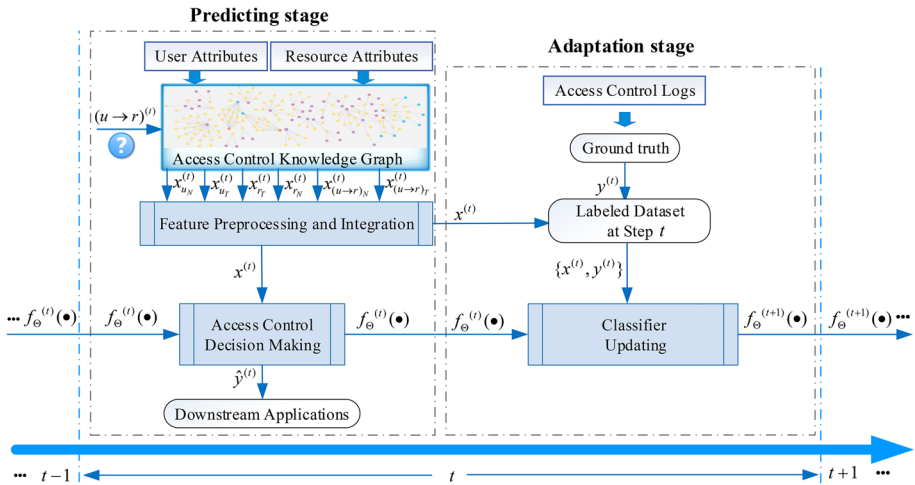 Predicting stage
Adaptation stage
User Attributes
Resource Attributes
Access Control Logs
(u→r)^{(t)}
?
Access Control Knowledge Graph
Ground truth
x_{u_N}^{(t)} x_{u_T}^{(t)} x_{r_T}^{(t)} x_{r_N}^{(t)} x_{(u→r)_N}^{(t)} x_{(u→r)_T}^{(t)}
y^{(t)}
Feature Preprocessing and Integration
x^{(t)}
Labeled Dataset
at Step t
x^{(t)}
{x^{(t)}, y^{(t)}}
••• f_Θ^{(t)}(•)
f_Θ^{(t)}(•)
Access Control
Decision Making
f_Θ^{(t)}(•)
f_Θ^{(t)}(•)
Classifier
Updating
f_Θ^{(t+1)}(•)
f_Θ^{(t+1)}(•) •••
ŷ^{(t)}
Downstream Applications
••• t−1
t
t+1 •••